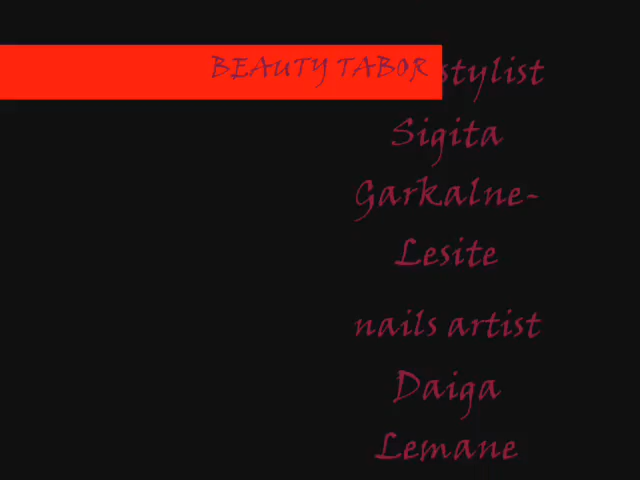 BEAUTY TABOR
stylist
Sigita
Garkalne-
Lesite
nails artist
Daiga
Lemane